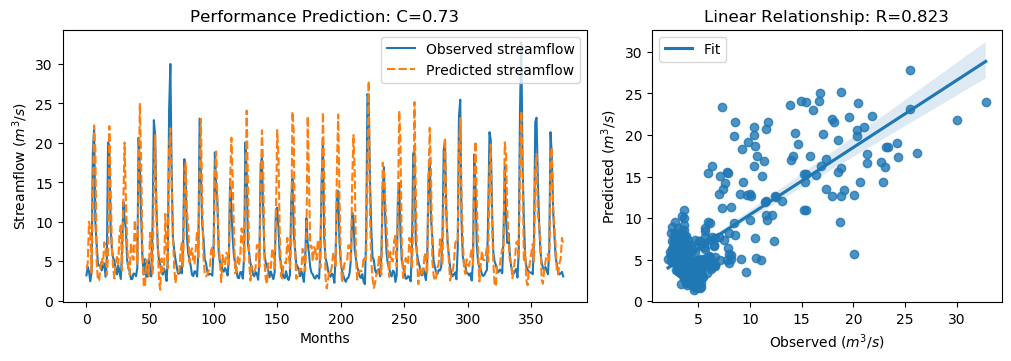 Performance Prediction: C=0.73
Streamflow (m³/s)
30
25
20
15
10
5
0
Observed streamflow
Predicted streamflow
0 50 100 150 200 250 300 350
Months
Linear Relationship: R=0.823
Predicted (m³/s)
30
25
20
15
10
5
0
Fit
5 10 15 20 25 30
Observed (m³/s)